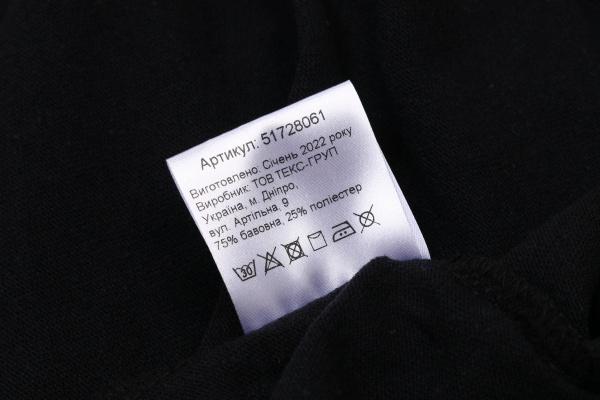 Артикул: 51728061
Виготовлено: Січень 2022 року
Виробник: ТОВ ТЕКС-ГРУП
Україна, м. Дніпро,
вул. Артільна, 9
75% бавовна, 25% поліестер
30